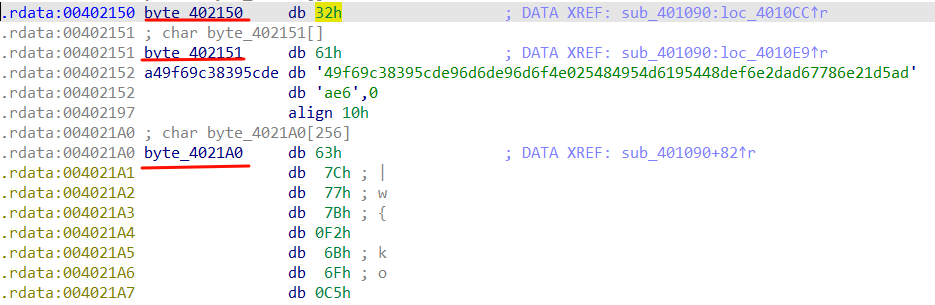 .rdata:00402150 byte_402150 db 32h ; DATA XREF: sub_401090:loc_4010CC↑r
.rdata:00402151 ; char byte_402151[]
.rdata:00402151 byte_402151 db 61h ; DATA XREF: sub_401090:loc_4010E9↑r
.rdata:00402152 a49f69c38395cde db '49f69c38395cde96d6de96d6f4e025484954d6195448def6e2dad67786e21d5ad'
.rdata:00402152 db 'ae6',0
.rdata:00402197 align 10h
.rdata:004021A0 ; char byte_4021A0[256]
.rdata:004021A0 byte_4021A0 db 63h ; DATA XREF: sub_401090+82↑r
.rdata:004021A1 db 7Ch ; |
.rdata:004021A2 db 77h ; w
.rdata:004021A3 db 7Bh ; {
.rdata:004021A4 db 0F2h
.rdata:004021A5 db 6Bh ; k
.rdata:004021A6 db 6Fh ; o
.rdata:004021A7 db 0C5h